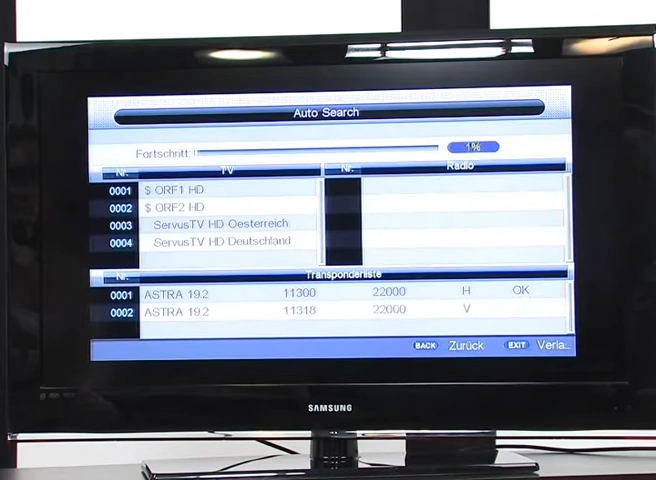 Auto Search
Fortschritt: 1%
Nr. TV Nr. Radio
0001 $ ORF1 HD
0002 $ ORF2 HD
0003 ServusTV HD Oesterreich
0004 ServusTV HD Deutschland
Nr. Transponderliste
0001 ASTRA 19.2 11300 22000 H OK
0002 ASTRA 19.2 11318 22000 V
BACK Zurück EXIT Verla...
SAMSUNG